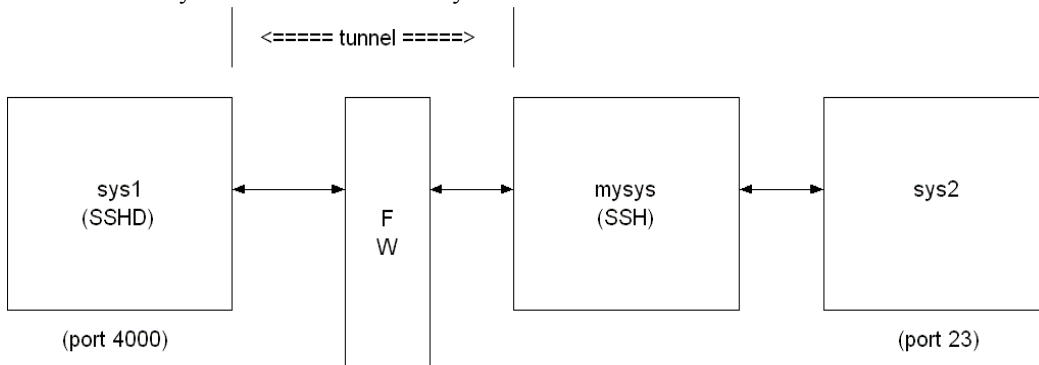 <===== tunnel =====>
sys1
(SSHD)
F
W
mysys
(SSH)
sys2
(port 4000)
(port 23)